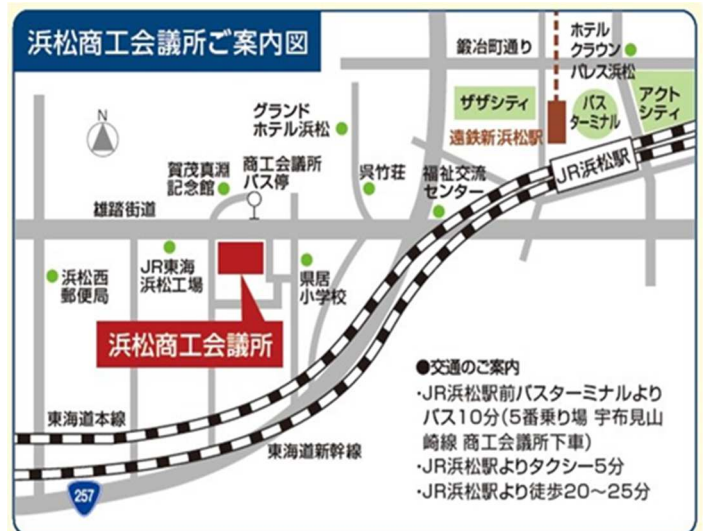 浜松商工会議所ご案内図
鍛冶町通り
ホテル
クラウン
パレス浜松
ザザシティ
バス
ターミナル
アクト
シティ
遠鉄新浜松駅
JR浜松駅
N
グランド
ホテル浜松
賀茂真淵
記念館
商工会議所
バス停
呉竹荘
福祉交流
センター
雄踏街道
浜松西
郵便局
JR東海
浜松工場
県居
小学校
浜松商工会議所
東海道本線
東海道新幹線
257
●交通のご案内
・JR浜松駅前バスターミナルより
バス10分(5番乗り場 宇布見山
崎線 商工会議所下車)
・JR浜松駅よりタクシー5分
・JR浜松駅より徒歩20〜25分